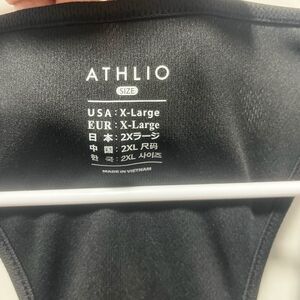 ATHLIO
SIZE
USA: X-Large
EUR: X-Large
日 本: 2Xラージ
中 国: 2XL 尺码
한 국: 2XL 사이즈
MADE IN VIETNAM